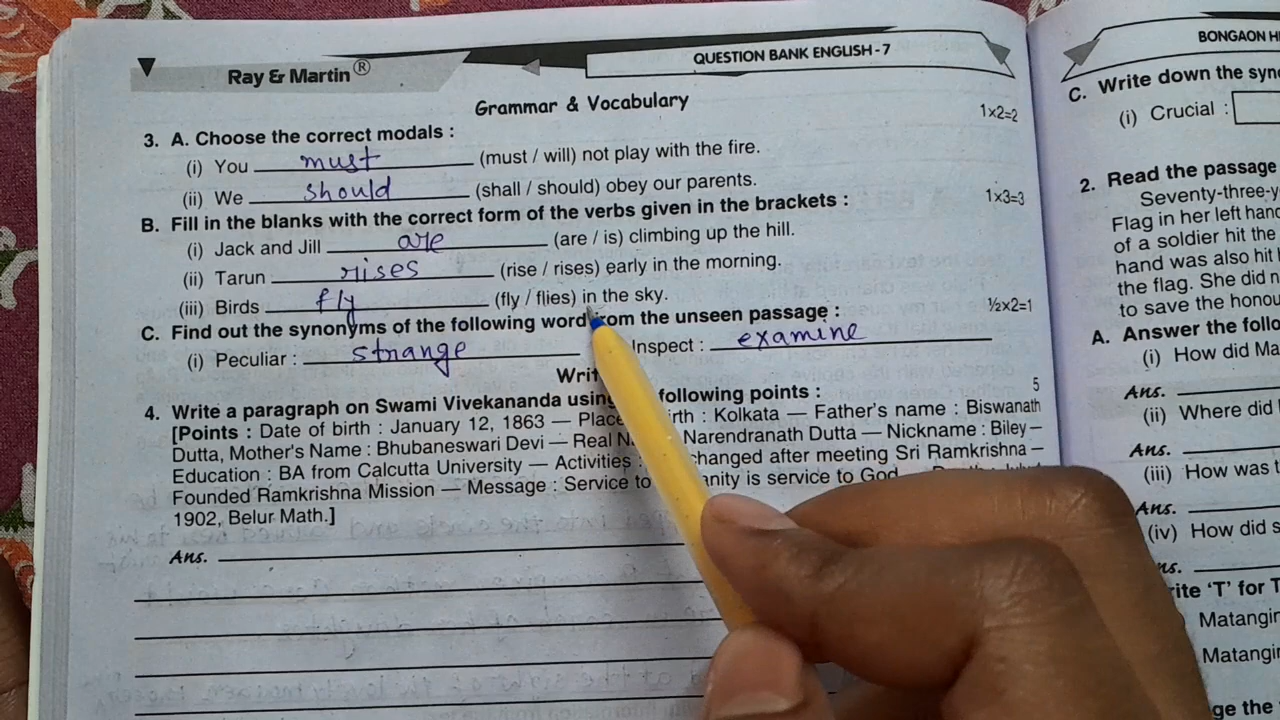 Ray & Martin®
QUESTION BANK ENGLISH-7
Grammar & Vocabulary
3. A. Choose the correct modals : 1×2=2
(i) You must (must / will) not play with the fire.
(ii) We should (shall / should) obey our parents.
B. Fill in the blanks with the correct form of the verbs given in the brackets : 1×3=3
(i) Jack and Jill are (are / is) climbing up the hill.
(ii) Tarun rises (rise / rises) early in the morning.
(iii) Birds fly (fly / flies) in the sky.
C. Find out the synonyms of the following word from the unseen passage : ½×2=1
(i) Peculiar : strange Inspect : examine
Writ
4. Write a paragraph on Swami Vivekananda using following points : 5
[Points : Date of birth : January 12, 1863 — Place irth : Kolkata — Father's name : Biswanath
Dutta, Mother's Name : Bhubaneswari Devi — Real N Narendranath Dutta — Nickname : Biley —
Education : BA from Calcutta University — Activities : changed after meeting Sri Ramkrishna —
Founded Ramkrishna Mission — Message : Service to anity is service to God
1902, Belur Math.]
Ans.
BONGAON H
C. Write down the syn
(i) Crucial :
2. Read the passage
Seventy-three-y
Flag in her left hand
of a soldier hit the
hand was also hit
the flag. She did n
to save the honou
A. Answer the follo
(i) How did Ma
Ans.
(ii) Where did
Ans.
(iii) How was t
Ans.
(iv) How did s
ns.
rite 'T' for T
Matangin
Matangin
ge the